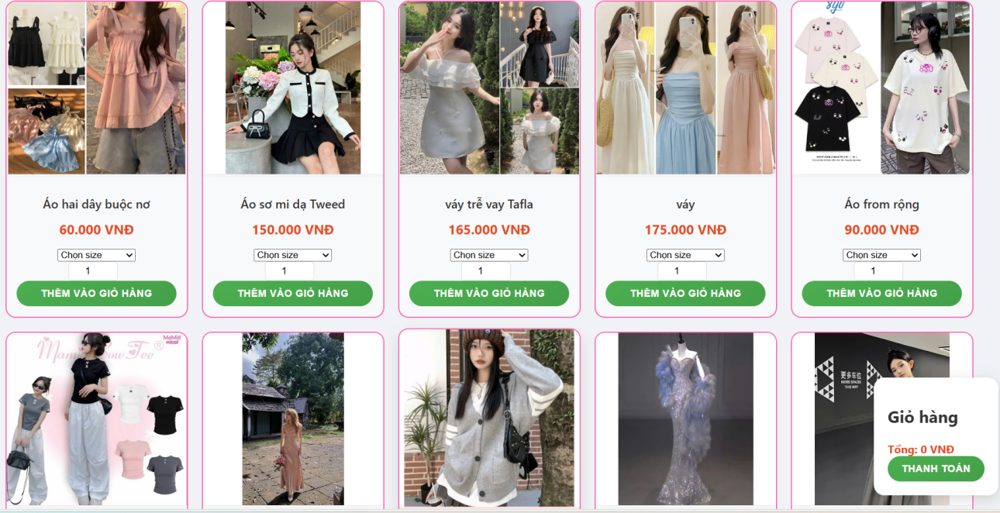 Áo hai dây buộc nơ
60.000 VNĐ
Chọn size
1
THÊM VÀO GIỎ HÀNG
Áo sơ mi dạ Tweed
150.000 VNĐ
Chọn size
1
THÊM VÀO GIỎ HÀNG
váy trễ vay Tafla
165.000 VNĐ
Chọn size
1
THÊM VÀO GIỎ HÀNG
váy
175.000 VNĐ
Chọn size
1
THÊM VÀO GIỎ HÀNG
Áo from rộng
90.000 VNĐ
Chọn size
1
THÊM VÀO GIỎ HÀNG
MaMie
Tee®
更多车位
MORE SPACES
THIS WAY
Giỏ hàng
Tổng: 0 VNĐ
THANH TOÁN